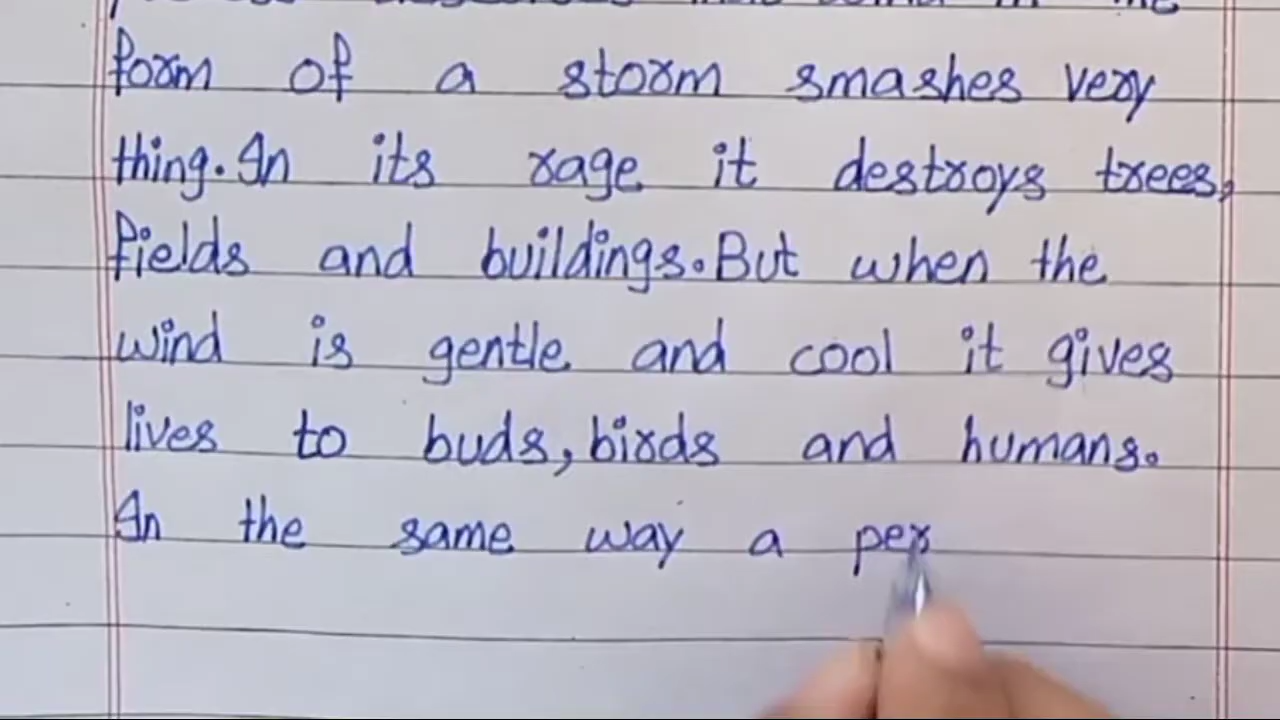 form of a storm smashes very
thing. In its rage it destroys trees,
fields and buildings. But when the
wind is gentle and cool it gives
lives to buds, birds and humans.
In the same way a per